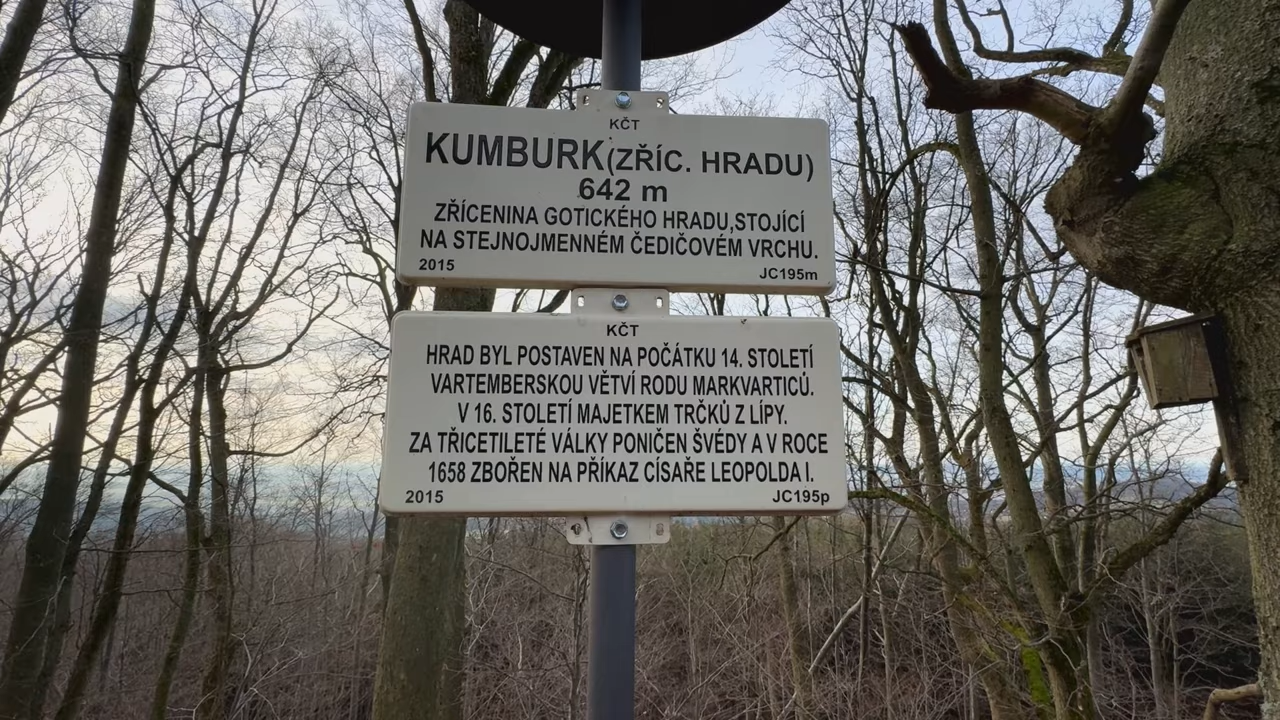 KČT
KUMBURK(ZŘÍC. HRADU)
642 m
ZŘÍCENINA GOTICKÉHO HRADU,STOJÍCÍ
NA STEJNOJMENNÉM ČEDIČOVÉM VRCHU.
2015 JC195m
KČT
HRAD BYL POSTAVEN NA POČÁTKU 14. STOLETÍ
VARTEMBERSKOU VĚTVÍ RODU MARKVARTICŮ.
V 16. STOLETÍ MAJETKEM TRČKŮ Z LÍPY.
ZA TŘICETILETÉ VÁLKY PONIČEN ŠVÉDY A V ROCE
1658 ZBOŘEN NA PŘÍKAZ CÍSAŘE LEOPOLDA I.
2015 JC195p